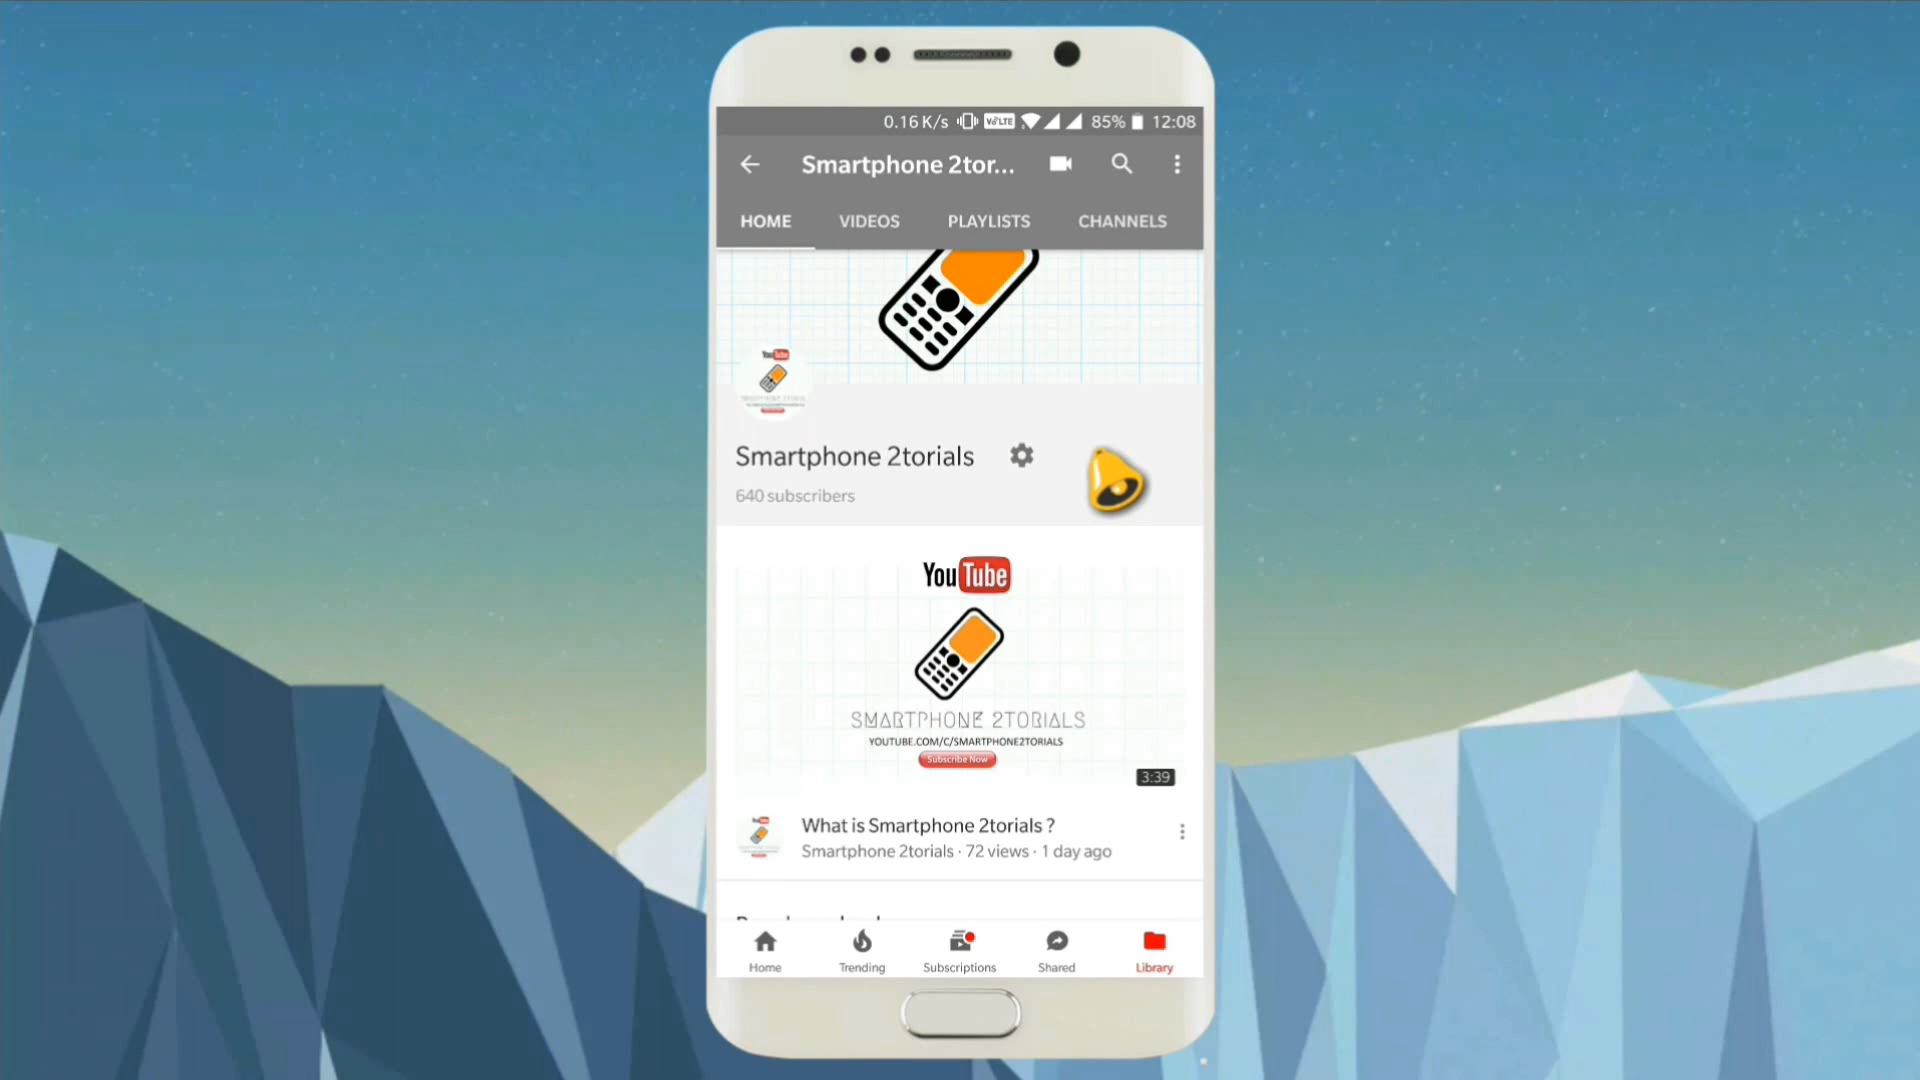 0.16 K/s VoLTE 85% 12:08
Smartphone 2tor...
HOME VIDEOS PLAYLISTS CHANNELS
YouTube
Smartphone 2torials
640 subscribers
YouTube
SMARTPHONE 2TORIALS
YOUTUBE.COM/C/SMARTPHONE2TORIALS
Subscribe Now
3:39
What is Smartphone 2torials ?
Smartphone 2torials · 72 views · 1 day ago
Home Trending Subscriptions Shared Library